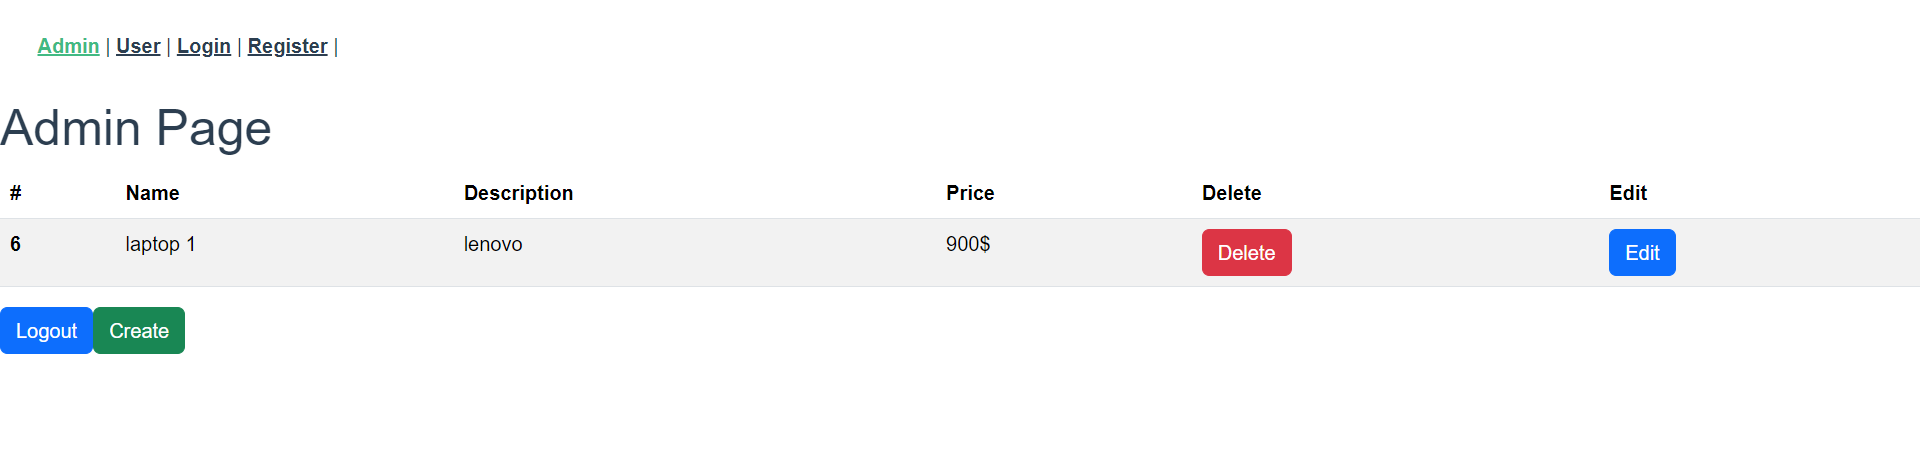 Admin | User | Login | Register |
Admin Page
# Name Description Price Delete Edit
6 laptop 1 lenovo 900$ Delete Edit
Logout Create